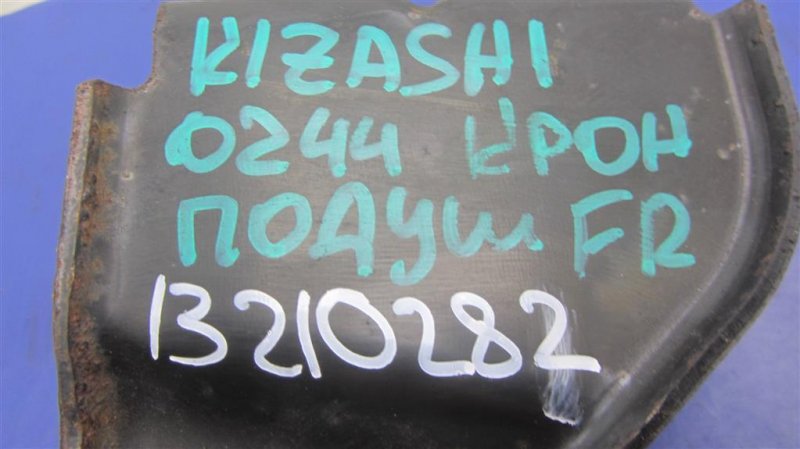 KIZASHI
0244 КРОН
ПОДУШ FR
13210282